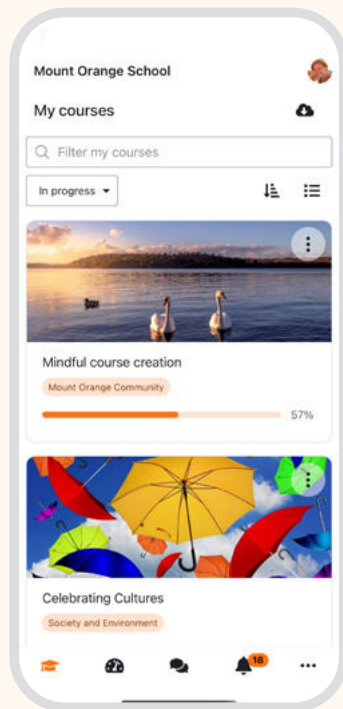 Mount Orange School
My courses
Filter my courses
In progress
Mindful course creation
Mount Orange Community
57%
Celebrating Cultures
Society and Environment
18